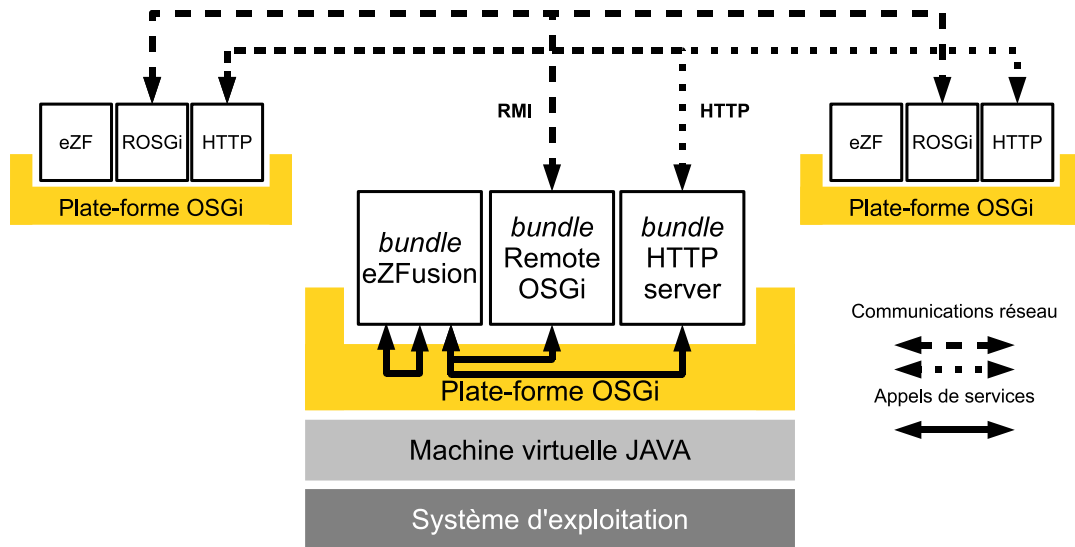 RMI
HTTP
eZF
ROSGi
HTTP
Plate-forme OSGi
eZF
ROSGi
HTTP
Plate-forme OSGi
bundle
eZFusion
bundle
Remote
OSGi
bundle
HTTP
server
Plate-forme OSGi
Machine virtuelle JAVA
Système d'exploitation
Communications réseau
Appels de services